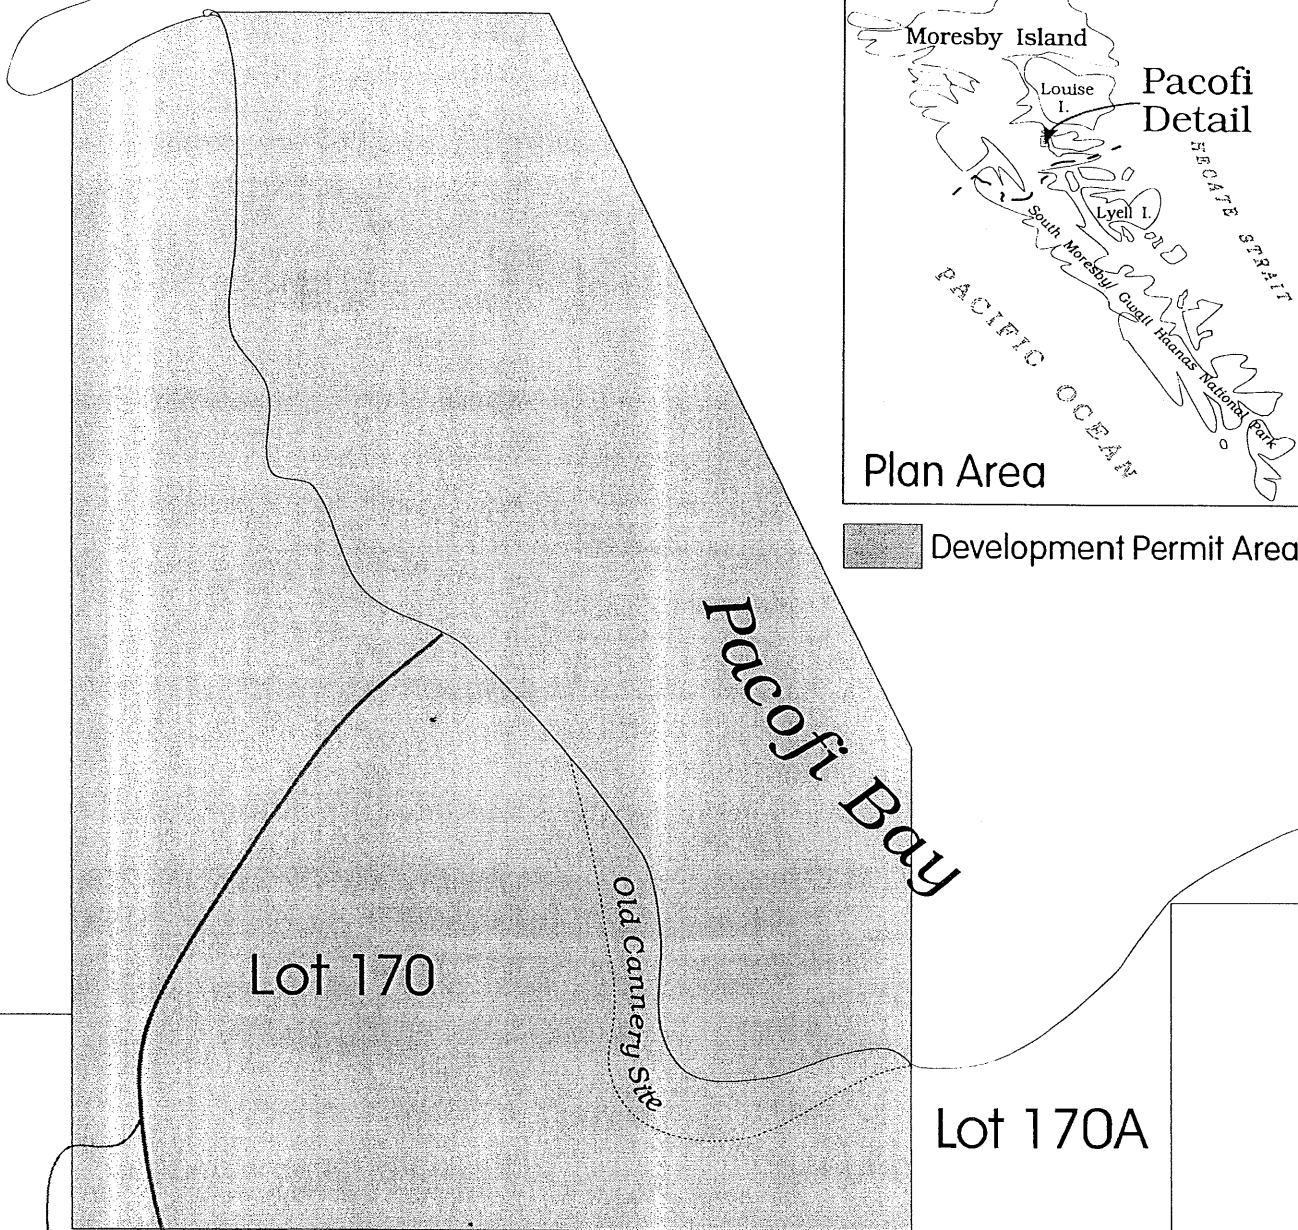 Moresby Island
Louise
I.
Pacofi
Detail
HECATE STRAIT
Lyell I.
South Moresby/ Gwaii Haanas National Park
PACIFIC OCEAN
Plan Area
Development Permit Area
Pacofi Bay
Old Cannery Site
Lot 170
Lot 170A